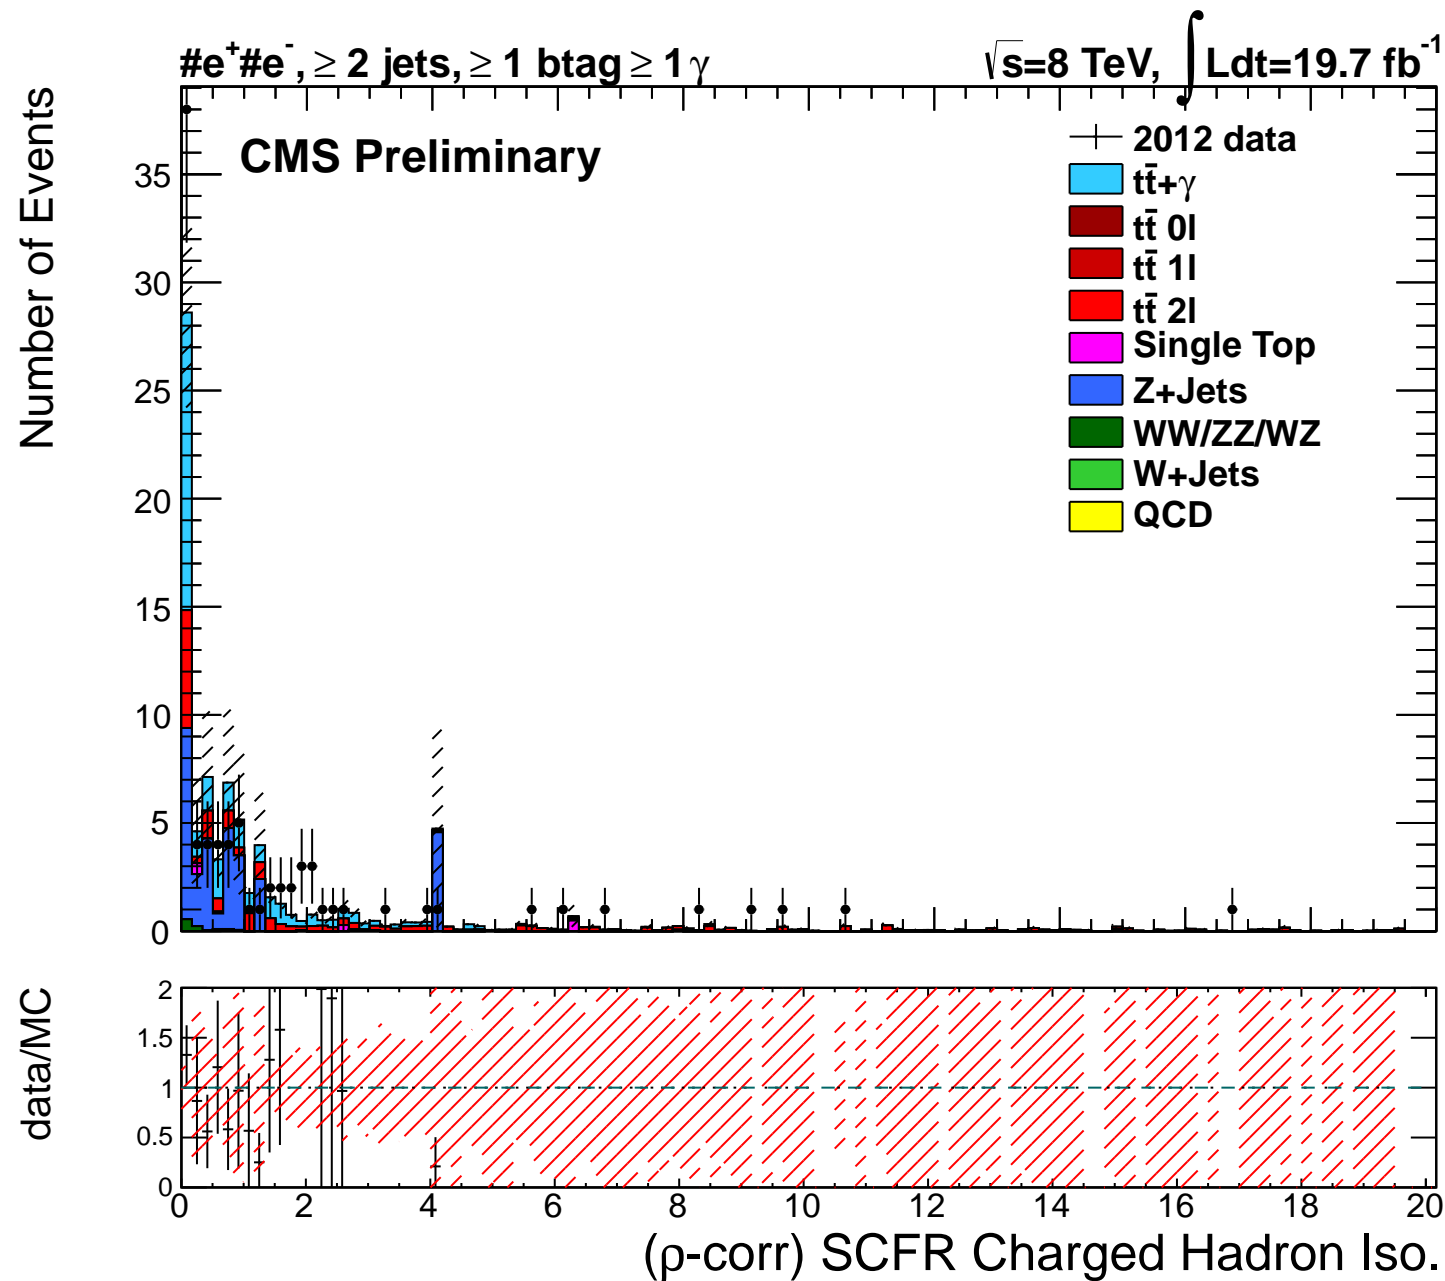 #e⁺#e⁻, ≥ 2 jets, ≥ 1 btag ≥ 1γ
√s=8 TeV, ∫Ldt=19.7 fb⁻¹
CMS Preliminary
2012 data
tt̄+γ
tt̄ 0l
tt̄ 1l
tt̄ 2l
Single Top
Z+Jets
WW/ZZ/WZ
W+Jets
QCD
Number of Events
35
30
25
20
15
10
5
0
data/MC
2
1.5
1
0.5
0
0 2 4 6 8 10 12 14 16 18 20
(ρ-corr) SCFR Charged Hadron Iso.